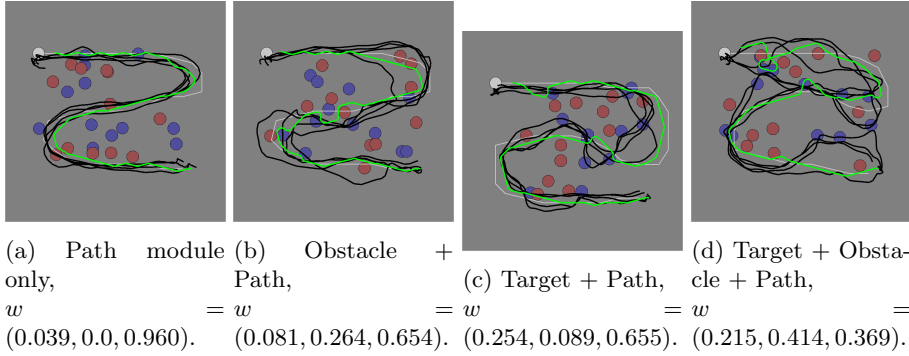 (a) Path module
only,
w =
(0.039, 0.0, 0.960).
(b) Obstacle +
Path,
w =
(0.081, 0.264, 0.654).
(c) Target + Path,
w =
(0.254, 0.089, 0.655).
(d) Target + Obsta-
cle + Path,
w =
(0.215, 0.414, 0.369).